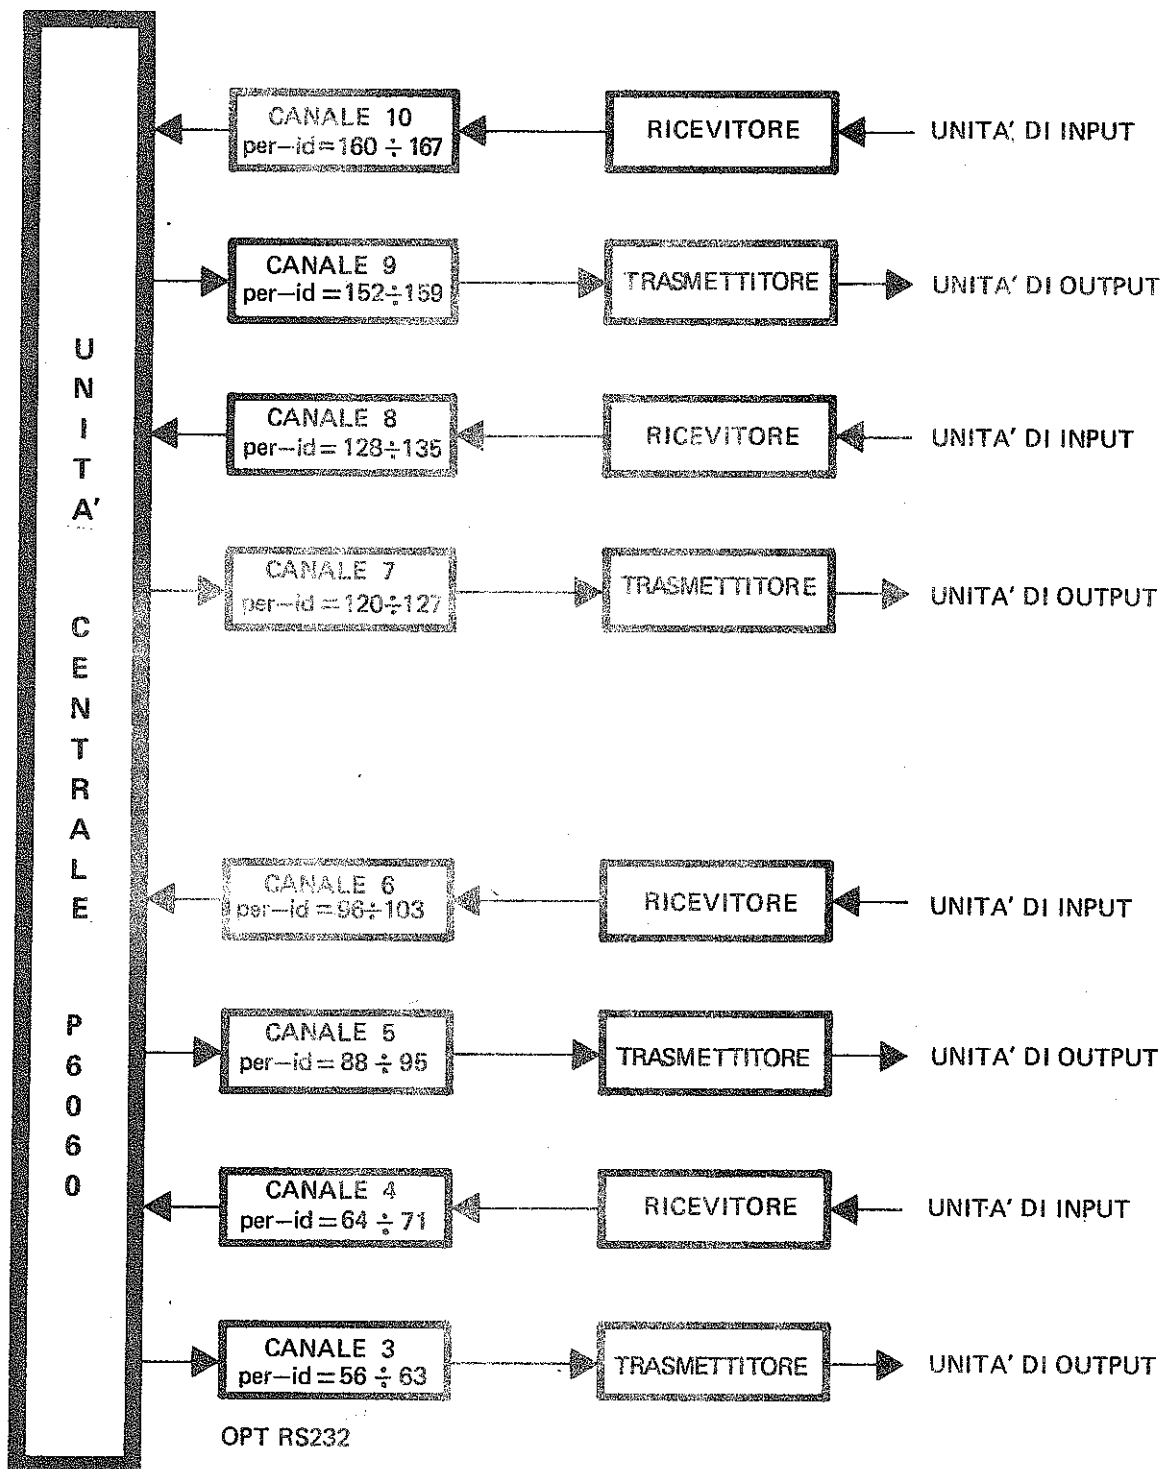 CANALE 10
per-id=160 ÷ 167
RICEVITORE
UNITA' DI INPUT
CANALE 9
per-id=152÷159
TRASMETTITORE
UNITA' DI OUTPUT
CANALE 8
per-id=128÷135
RICEVITORE
UNITA' DI INPUT
CANALE 7
per-id=120÷127
TRASMETTITORE
UNITA' DI OUTPUT
UNITA' CENTRALE P6060
CANALE 6
per-id=96÷103
RICEVITORE
UNITA' DI INPUT
CANALE 5
per-id=88 ÷ 95
TRASMETTITORE
UNITA' DI OUTPUT
CANALE 4
per-id=64 ÷ 71
RICEVITORE
UNITA' DI INPUT
CANALE 3
per-id=56 ÷ 63
TRASMETTITORE
UNITA' DI OUTPUT
OPT RS232